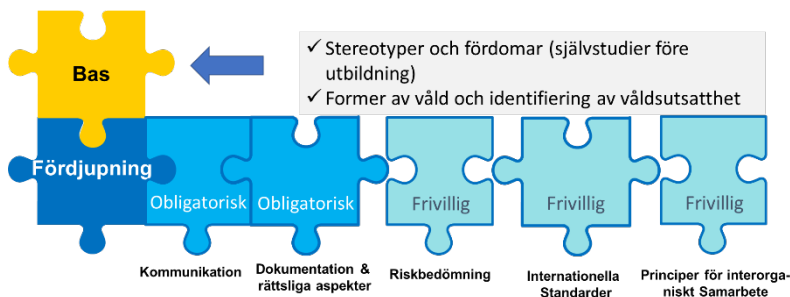 Bas
✓ Stereotyper och fördomar (självstudier före
utbildning)
✓ Former av våld och identifiering av våldsutsatthet
Fördjupning
Obligatorisk
Obligatorisk
Frivillig
Frivillig
Frivillig
Kommunikation
Dokumentation &
rättsliga aspekter
Riskbedömning
Internationella
Standarder
Principer för interorga-
niskt Samarbete